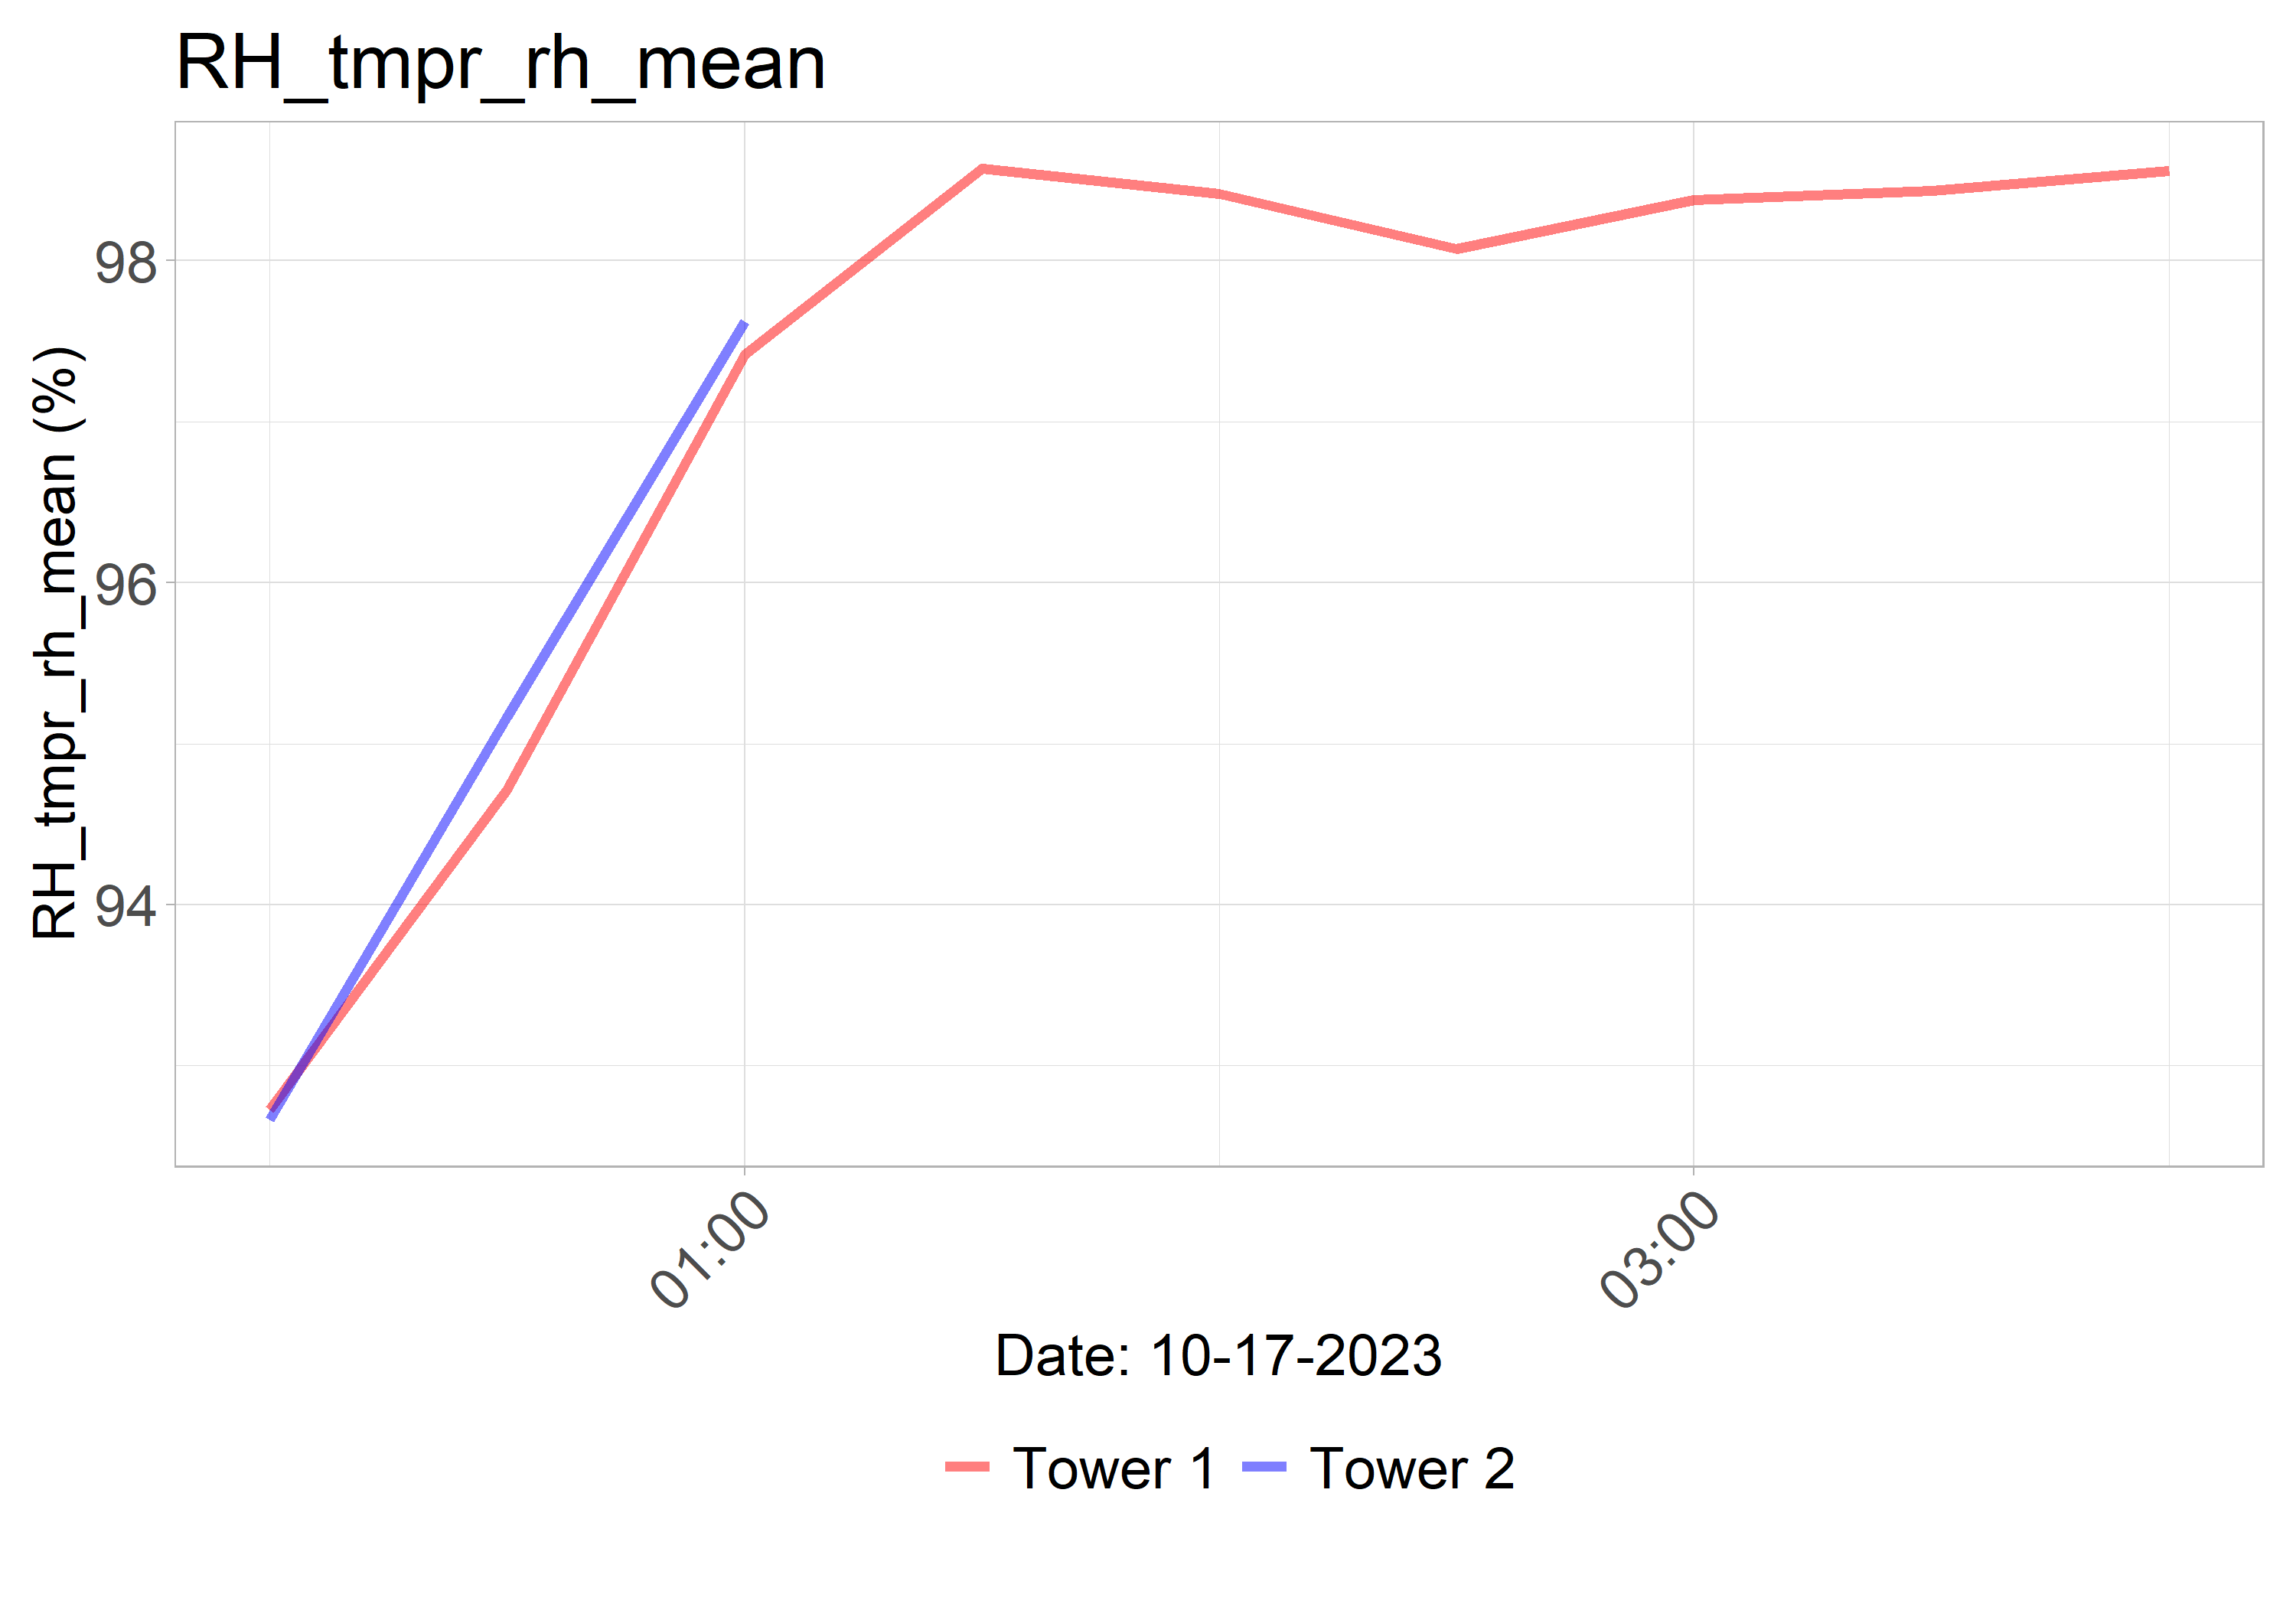 RH_tmpr_rh_mean
RH_tmpr_rh_mean (%)
98
96
94
01:00
03:00
Date: 10-17-2023
Tower 1
Tower 2